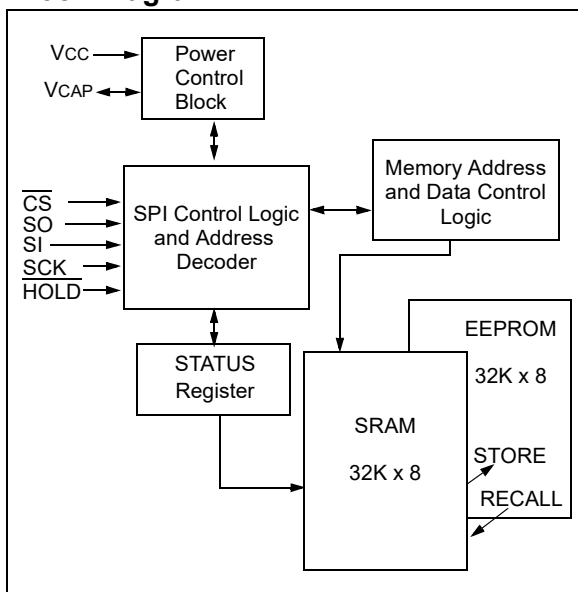 VCC
VCAP
Power
Control
Block
CS
SO
SI
SCK
HOLD
SPI Control Logic
and Address
Decoder
Memory Address
and Data Control
Logic
STATUS
Register
EEPROM
32K x 8
SRAM
32K x 8
STORE
RECALL